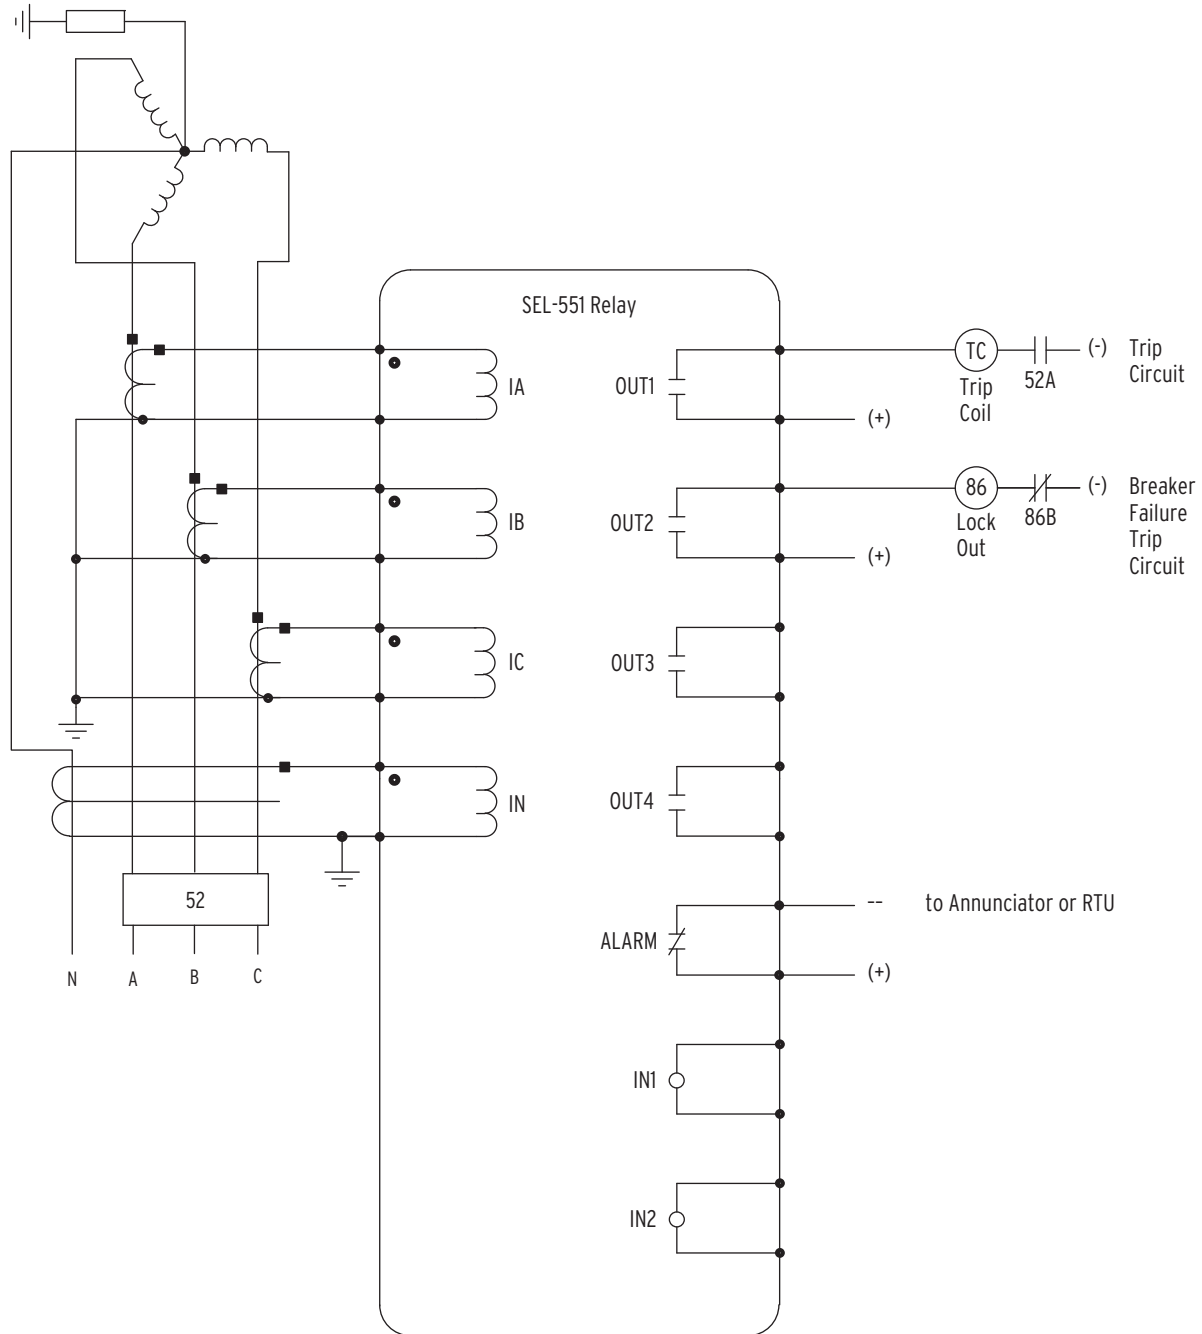 SEL-551 Relay
IA
OUT1
TC
Trip
Coil
52A
(-)
Trip
Circuit
(+)
IB
OUT2
86
Lock
Out
86B
(-)
Breaker
Failure
Trip
Circuit
(+)
IC
OUT3
IN
OUT4
52
N
A
B
C
ALARM
--
to Annunciator or RTU
(+)
IN1
IN2